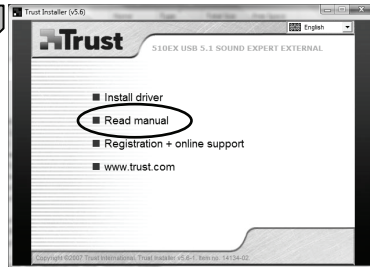 Trust Installer (v5.6)
English
Trust
510EX USB 5.1 SOUND EXPERT EXTERNAL
Install driver
Read manual
Registration + online support
www.trust.com
Copyright ©2007 Trust International. Trust Installer v5.6-1. Item no. 14134-02